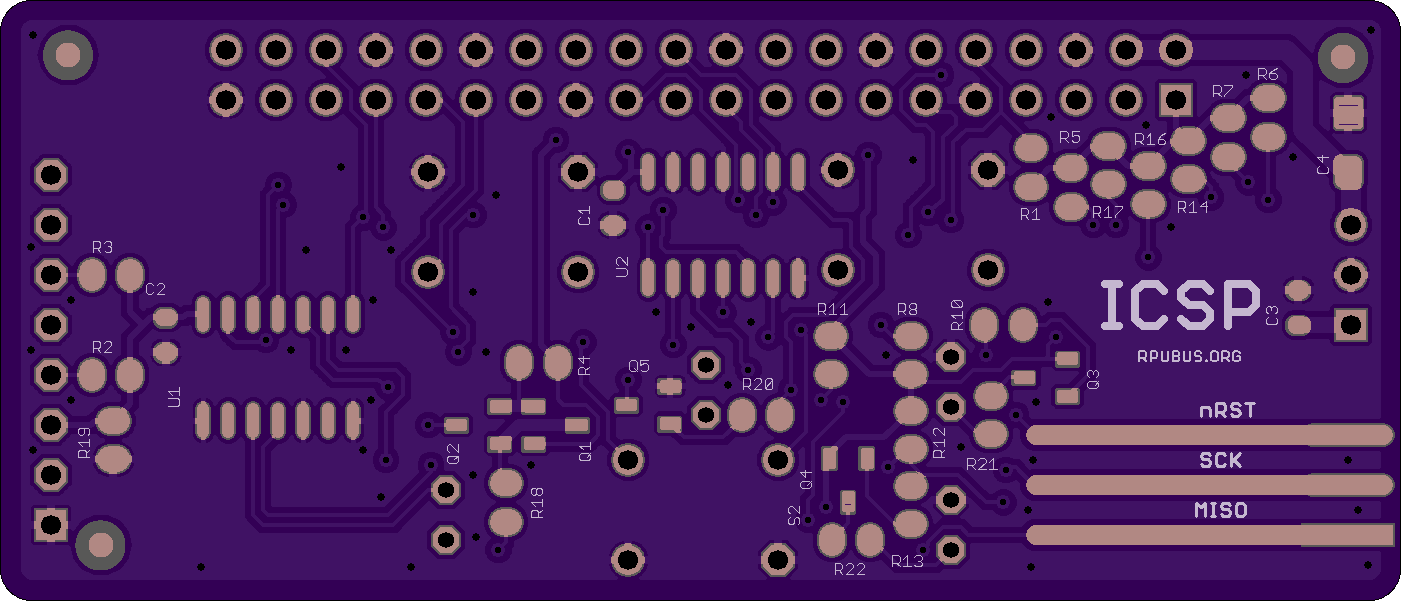 R6
R7
R5
R16
C4
C1
R1
R17
R14
R3
U2
C2
ICSP
C3
R11
R8
R10
RPUBUS.ORG
R2
R4
Q5
R20
Q3
U1
nRST
R19
Q2
Q1
R12
R21
SCK
Q4
R18
S2
MISO
R22
R13